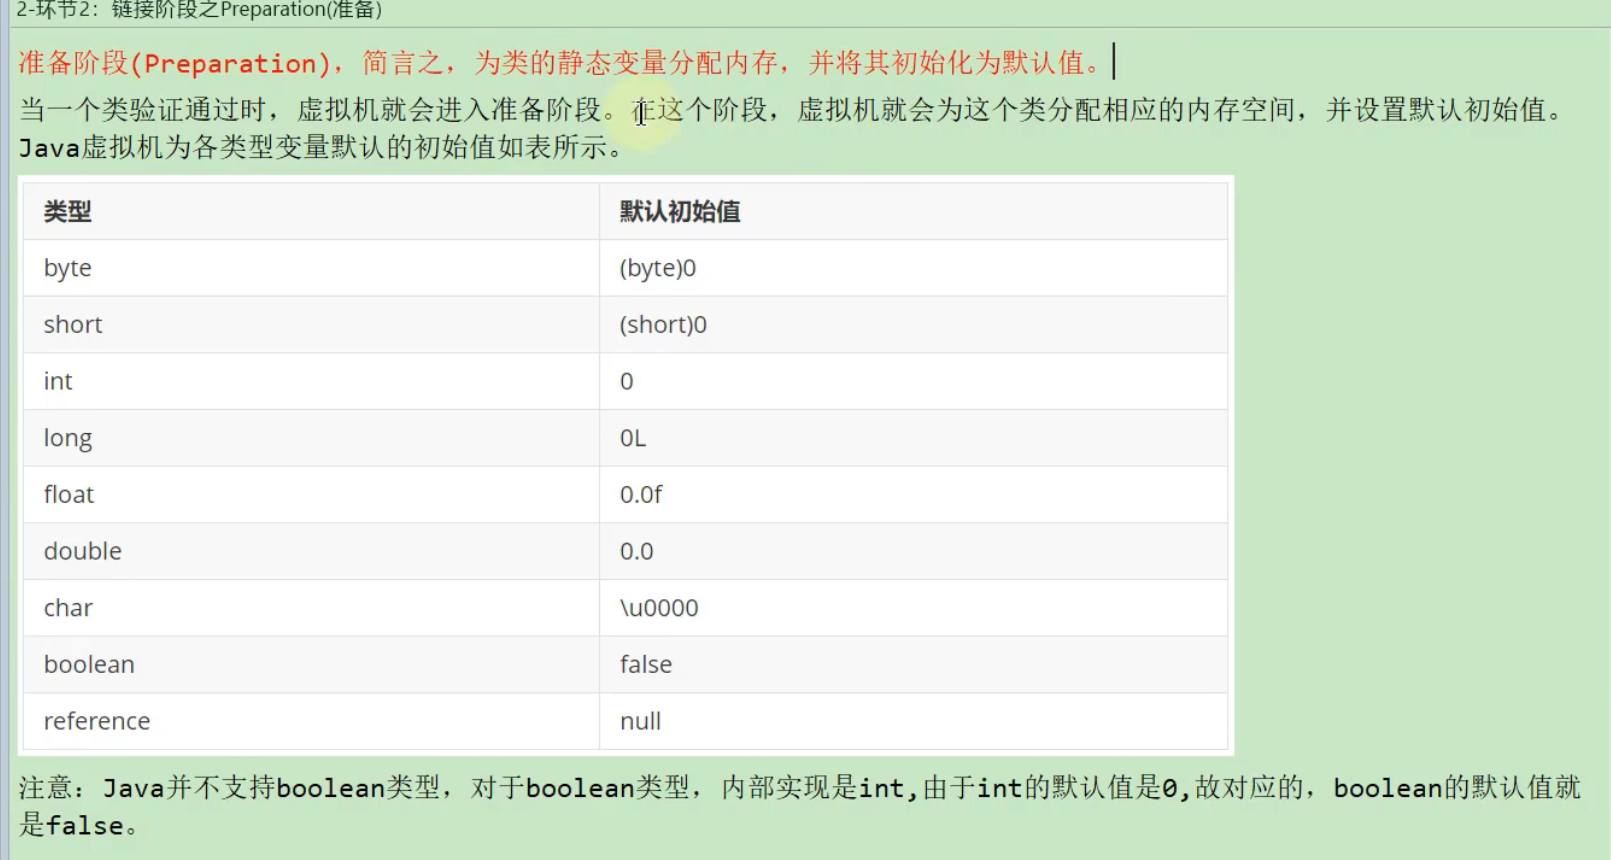 2-环节2：链接阶段之Preparation(准备)
准备阶段(Preparation)，简言之，为类的静态变量分配内存，并将其初始化为默认值。
当一个类验证通过时，虚拟机就会进入准备阶段。在这个阶段，虚拟机就会为这个类分配相应的内存空间，并设置默认初始值。
Java虚拟机为各类型变量默认的初始值如表所示。
类型 默认初始值
byte (byte)0
short (short)0
int 0
long 0L
float 0.0f
double 0.0
char \u0000
boolean false
reference null
注意：Java并不支持boolean类型，对于boolean类型，内部实现是int,由于int的默认值是0,故对应的，boolean的默认值就
是false。